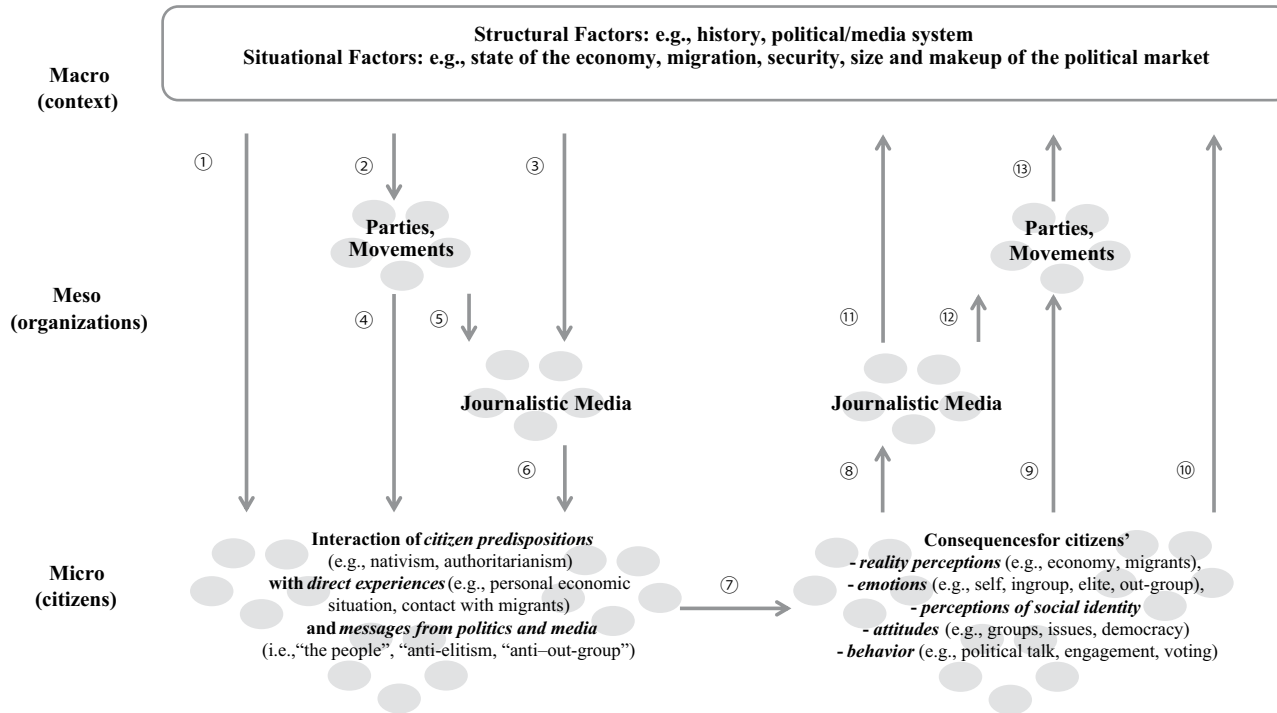 Structural Factors: e.g., history, political/media system
Situational Factors: e.g., state of the economy, migration, security, size and makeup of the political market
Macro
(context)
①
②
③
⑬
Parties,
Movements
Parties,
Movements
Meso
(organizations)
④
⑤
⑪
⑫
Journalistic Media
Journalistic Media
⑥
⑧
⑨
⑩
Micro
(citizens)
Interaction of citizen predispositions
(e.g., nativism, authoritarianism)
with direct experiences (e.g., personal economic
situation, contact with migrants)
and messages from politics and media
(i.e.,“the people”, “anti-elitism, “anti–out-group”)
⑦
Consequencesfor citizens’
- reality perceptions (e.g., economy, migrants),
- emotions (e.g., self, ingroup, elite, out-group),
- perceptions of social identity
- attitudes (e.g., groups, issues, democracy)
- behavior (e.g., political talk, engagement, voting)